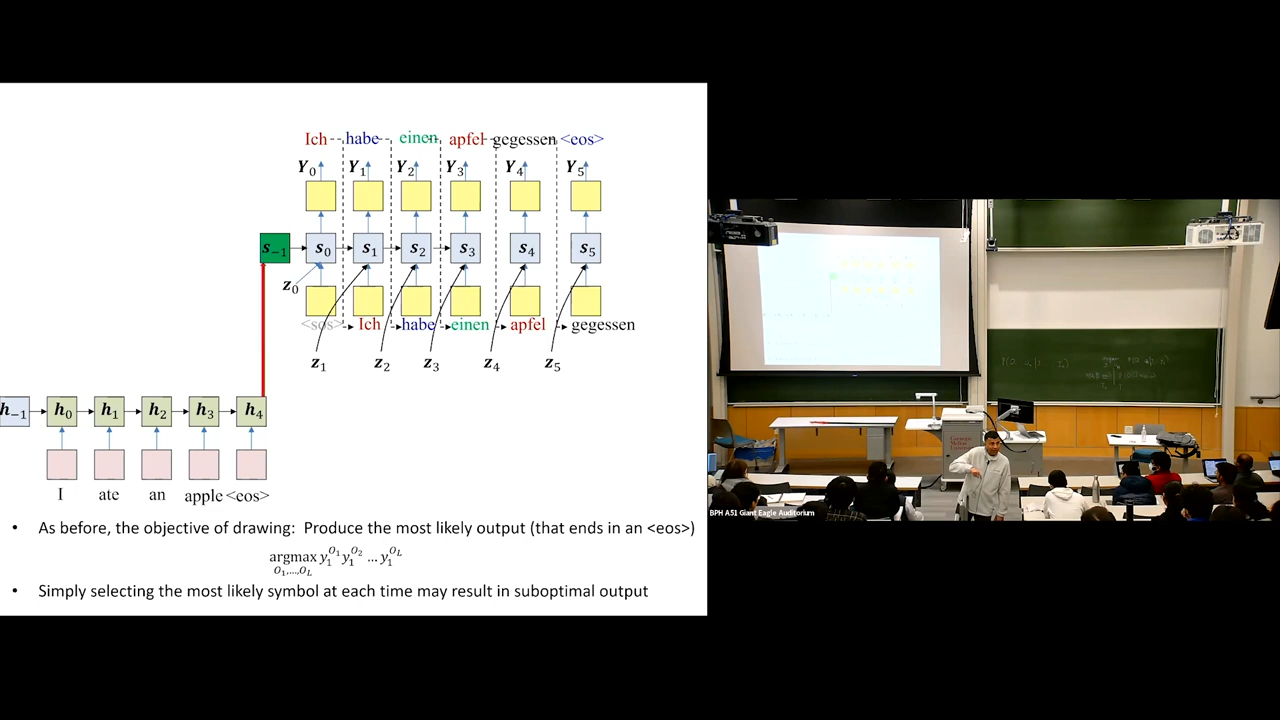 Ich habe einen apfel gegessen <eos>
Y0 Y1 Y2 Y3 Y4 Y5
s−1 s0 s1 s2 s3 s4 s5
z0
<sos> Ich habe einen apfel gegessen
z1 z2 z3 z4 z5
h−1 h0 h1 h2 h3 h4
I ate an apple <eos>
• As before, the objective of drawing: Produce the most likely output (that ends in an <eos>)
argmax y1^O1 y1^O2 … y1^OL
O1,…,OL
• Simply selecting the most likely symbol at each time may result in suboptimal output
Carnegie
Mellon
University
BPH A51 Giant Eagle Auditorium